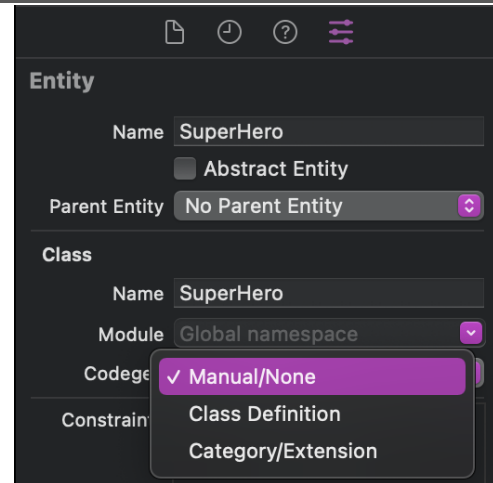 Entity
Name SuperHero
Abstract Entity
Parent Entity No Parent Entity
Class
Name SuperHero
Module Global namespace
Codege
✓ Manual/None
Class Definition
Constrain
Category/Extension